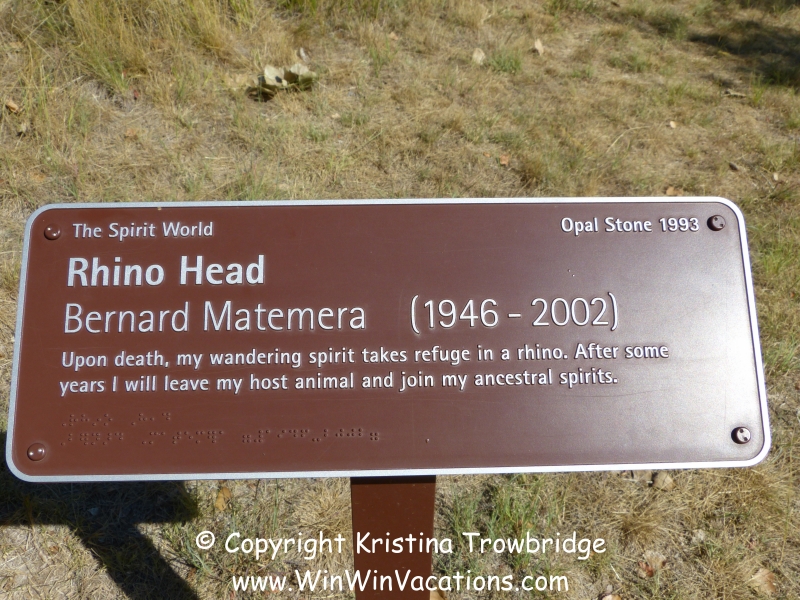 The Spirit World
Opal Stone 1993
Rhino Head
Bernard Matemera (1946 - 2002)
Upon death, my wandering spirit takes refuge in a rhino. After some
years I will leave my host animal and join my ancestral spirits.
© Copyright Kristina Trowbridge
www.WinWinVacations.com